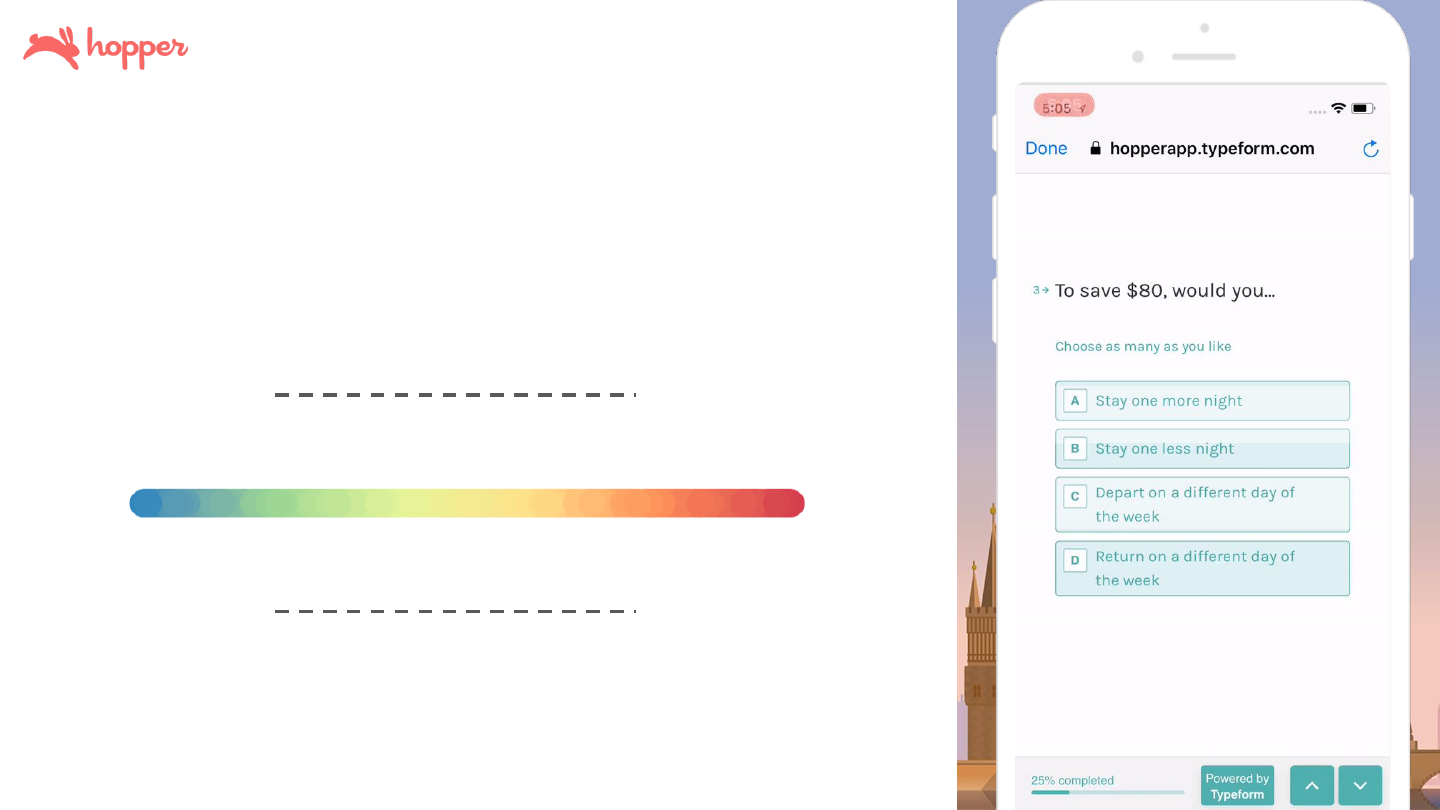 hopper
5:05
Done hopperapp.typeform.com
3 To save $80, would you...
Choose as many as you like
A Stay one more night
B Stay one less night
C Depart on a different day of
the week
D Return on a different day of
the week
25% completed
Powered by
Typeform